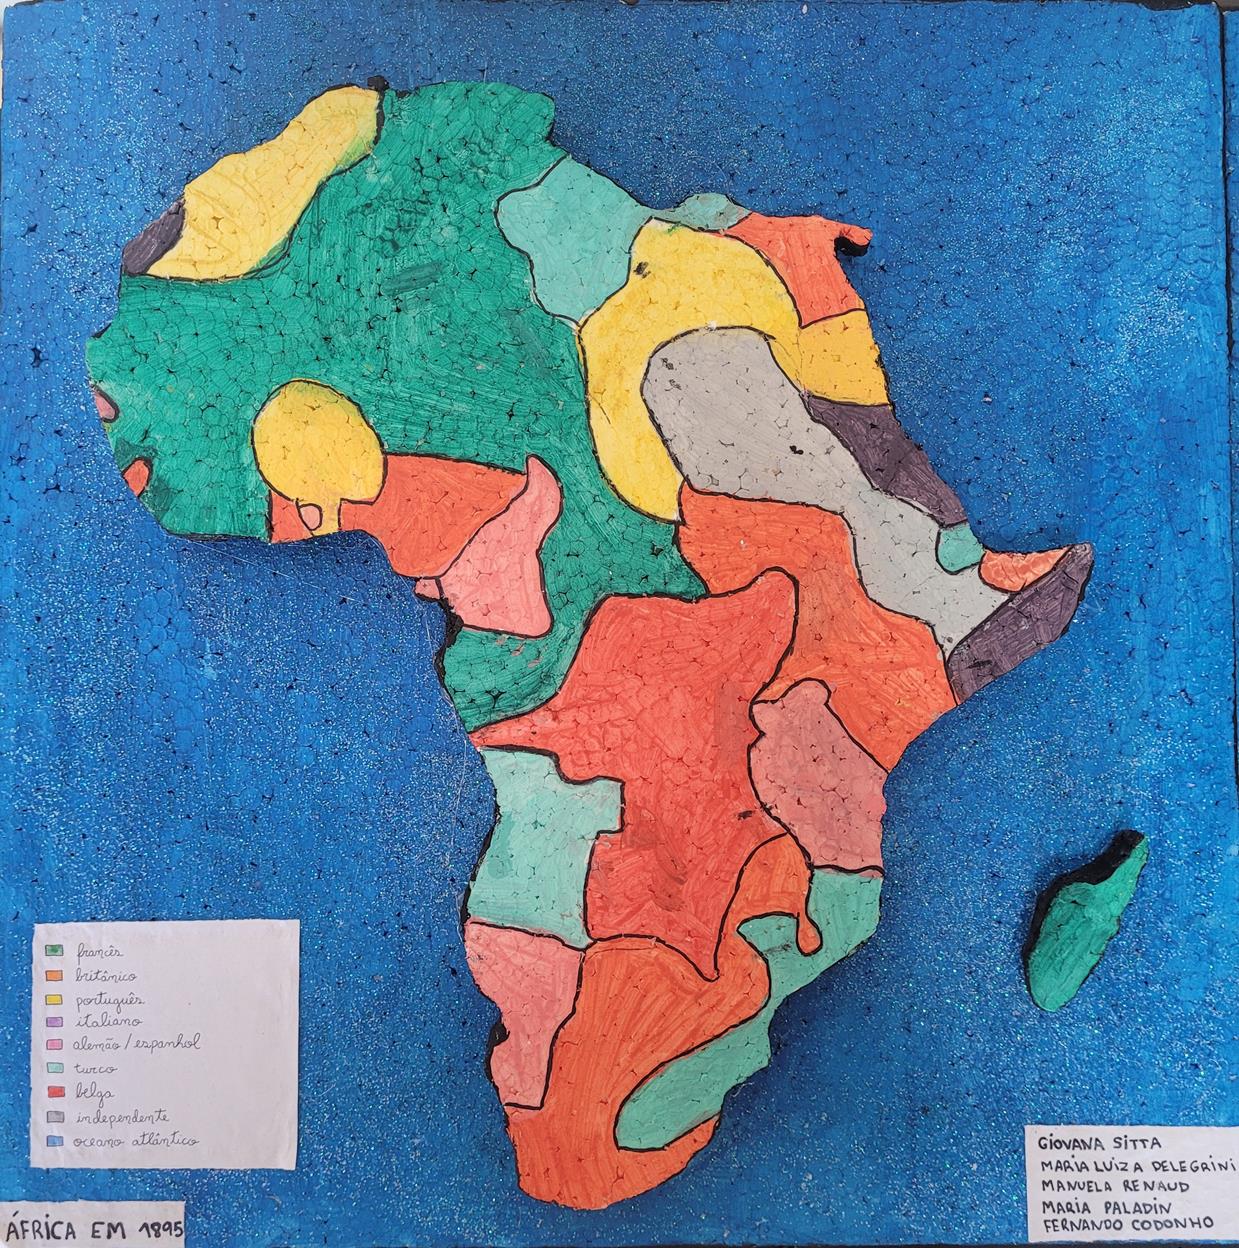 francês
britânico
português
italiano
alemão/espanhol
turco
belga
independente
oceano atlântico
ÁFRICA EM 1895
GIOVANA SITTA
MARIA LUIZA DELEGRINI
MANUELA RENAUD
MARIA PALADIN
FERNANDO CODONHO